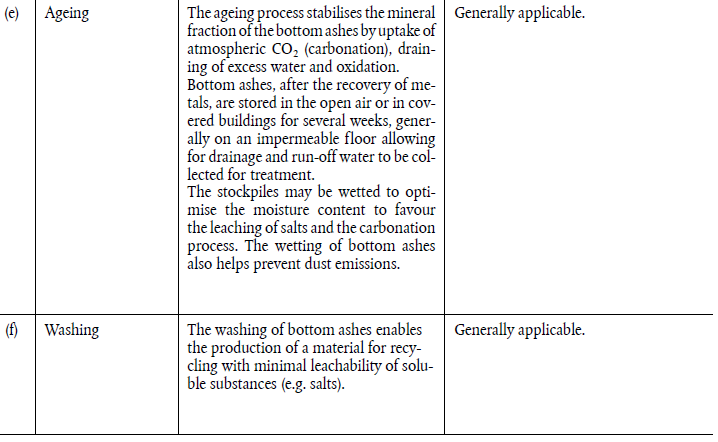 (e) Ageing The ageing process stabilises the mineral Generally applicable.
fraction of the bottom ashes by uptake of
atmospheric CO₂ (carbonation), drain-
ing of excess water and oxidation.
Bottom ashes, after the recovery of me-
tals, are stored in the open air or in cov-
ered buildings for several weeks, gener-
ally on an impermeable floor allowing
for drainage and run-off water to be col-
lected for treatment.
The stockpiles may be wetted to opti-
mise the moisture content to favour
the leaching of salts and the carbonation
process. The wetting of bottom ashes
also helps prevent dust emissions.
(f) Washing The washing of bottom ashes enables Generally applicable.
the production of a material for recy-
cling with minimal leachability of solu-
ble substances (e.g. salts).